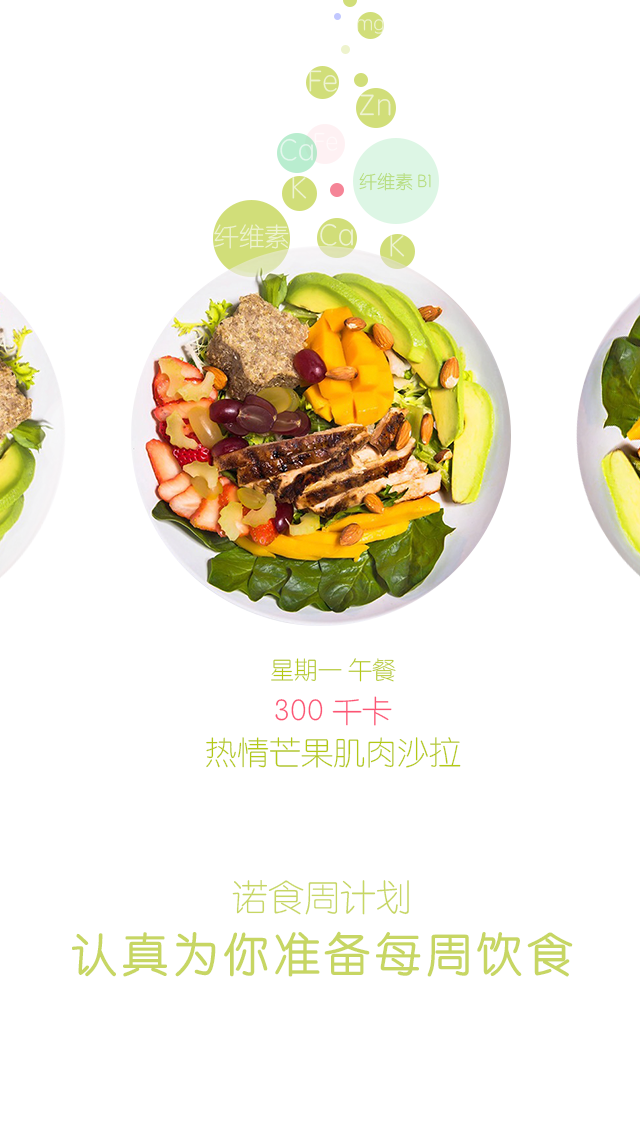 mg
Fe
Zn
Ca
Fe
K
纤维素 B1
纤维素
Ca
K
星期一 午餐
300 千卡
热情芒果肌肉沙拉
诺食周计划
认真为你准备每周饮食